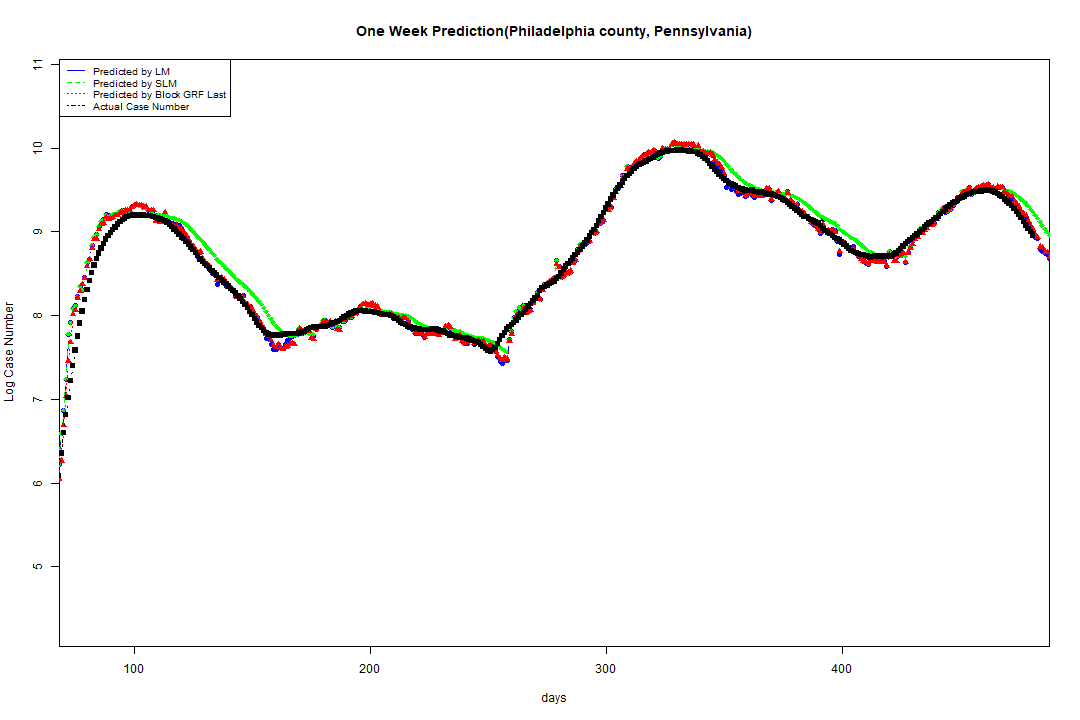 One Week Prediction(Philadelphia county, Pennsylvania)
Predicted by LM
Predicted by SLM
Predicted by Block GRF Last
Actual Case Number
11
10
9
8
7
6
5
Log Case Number
100 200 300 400
days